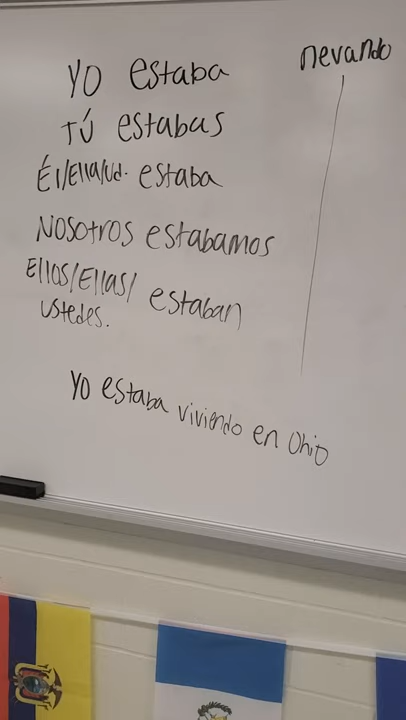 Yo estaba
nevando
Tú estabas
Él/Ella/Ud. estaba
Nosotros estabamos
Ellos/Ellas/ estaban
Ustedes.
Yo estaba viviendo en Ohio